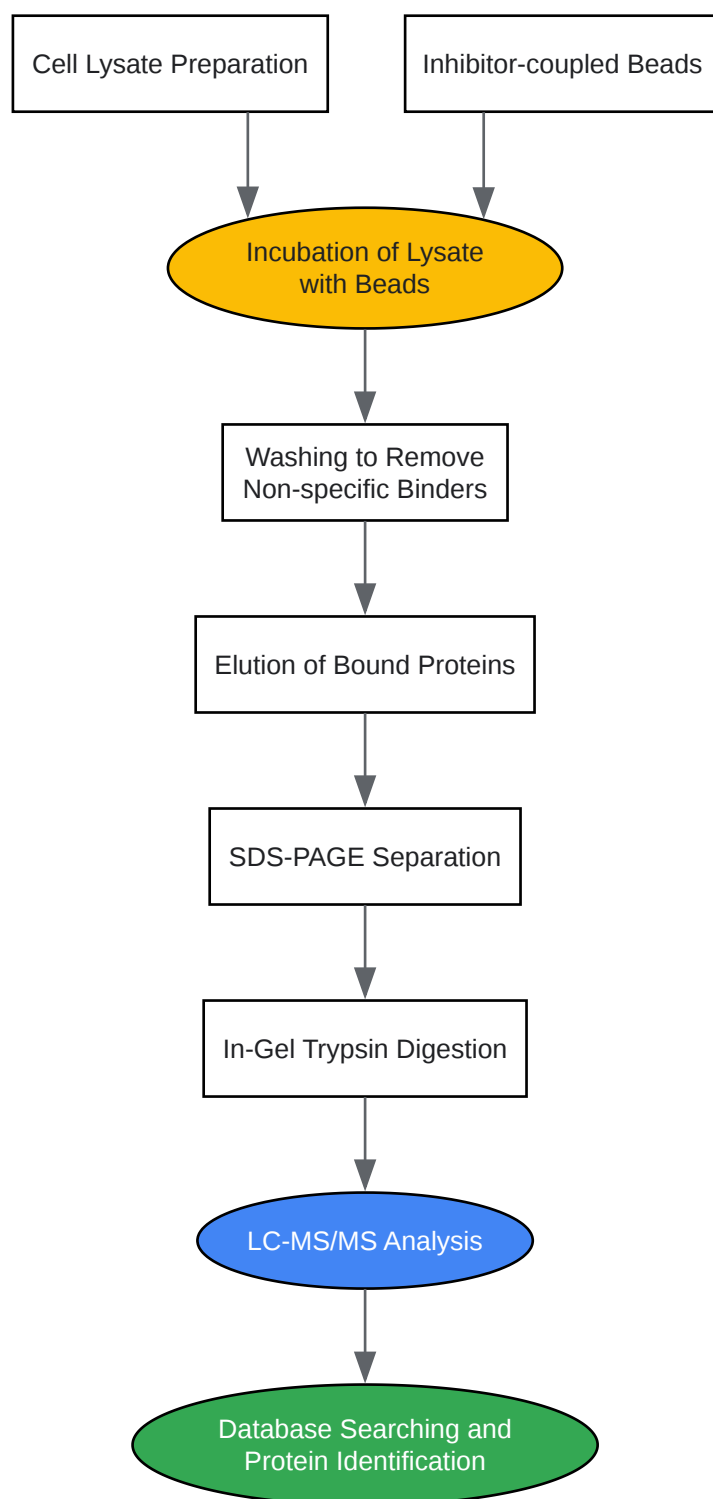 Cell Lysate Preparation
Inhibitor-coupled Beads
Incubation of Lysate
with Beads
Washing to Remove
Non-specific Binders
Elution of Bound Proteins
SDS-PAGE Separation
In-Gel Trypsin Digestion
LC-MS/MS Analysis
Database Searching and
Protein Identification